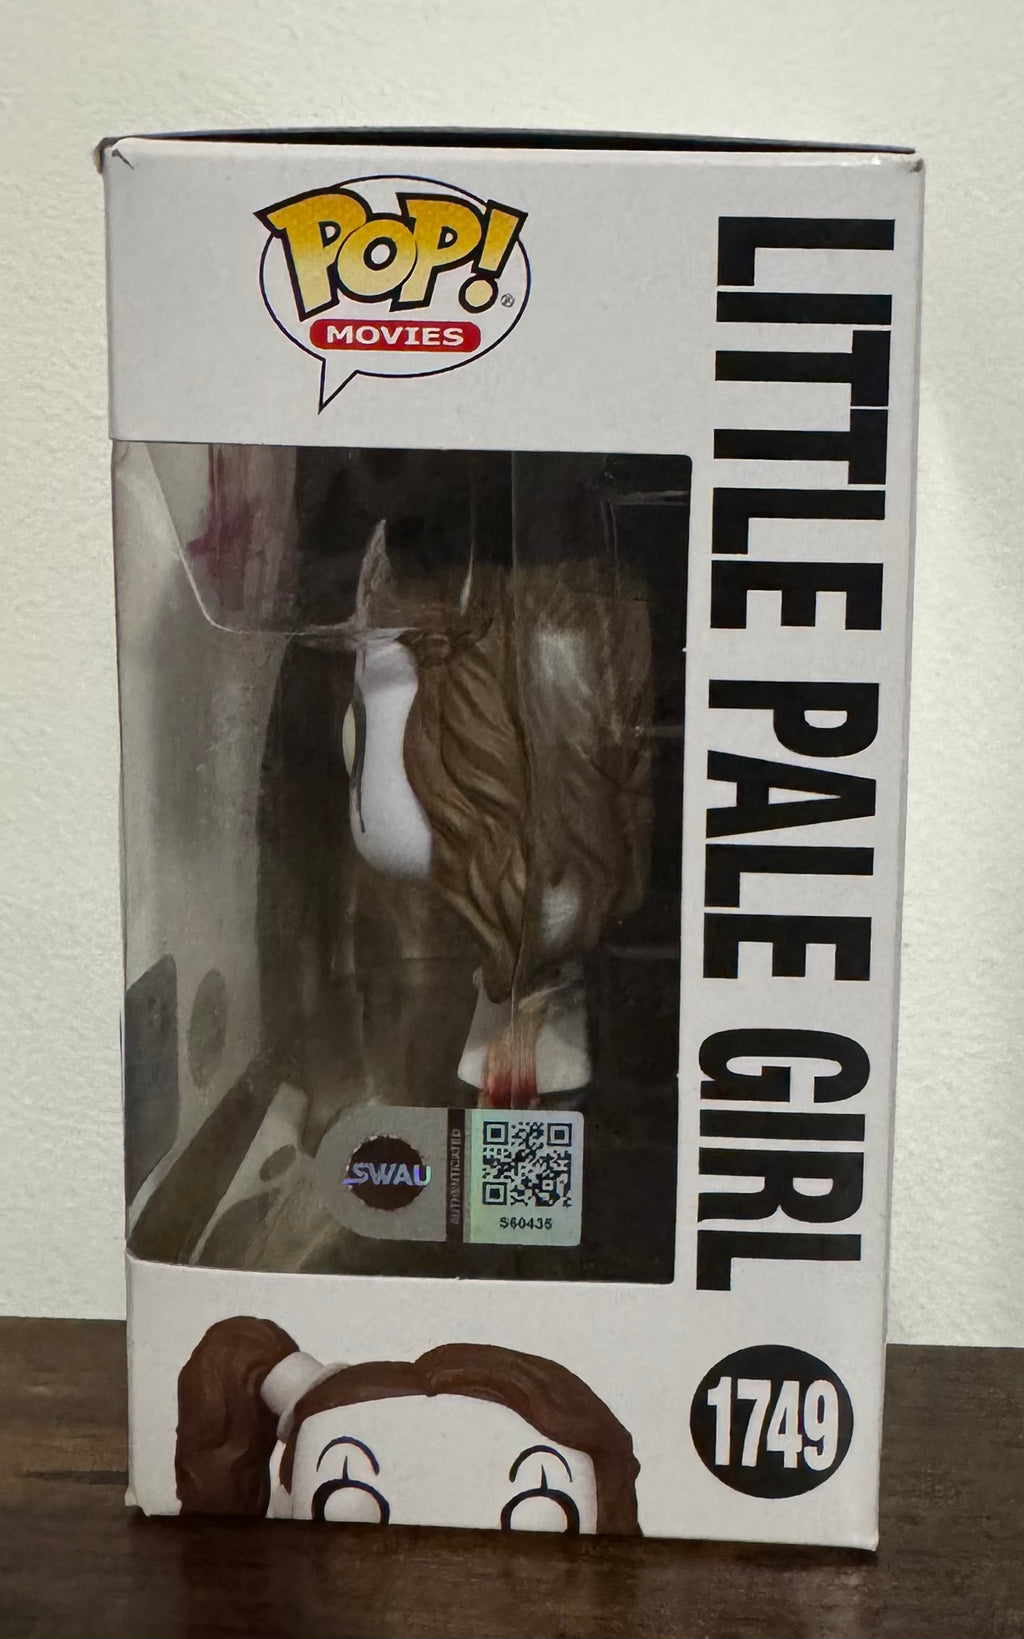 POP!
MOVIES
LITTLE PALE GIRL
SWAU
AUTHENTICATED
S60435
1749